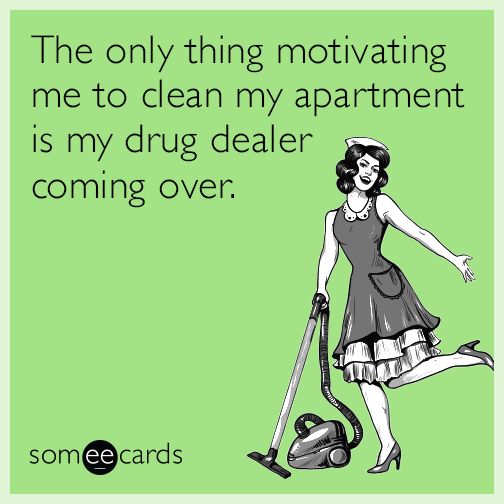 The only thing motivating
me to clean my apartment
is my drug dealer
coming over.
someecards